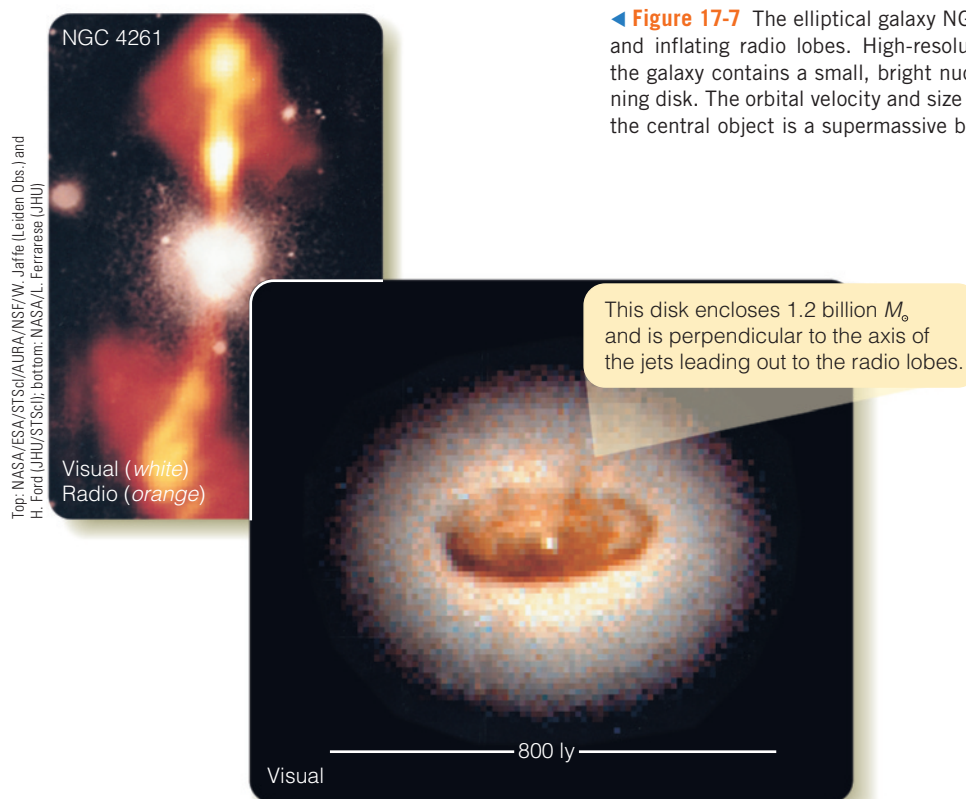 NGC 4261
Visual (white)
Radio (orange)
Top: NASA/ESA/STScI/AURA/NSF/W. Jaffe (Leiden Obs.) and
H. Ford (JHU/STScI); bottom: NASA/L. Ferrarese (JHU)
◀ Figure 17-7 The elliptical galaxy NG
and inflating radio lobes. High-resolu
the galaxy contains a small, bright nuc
ning disk. The orbital velocity and size
the central object is a supermassive b
This disk encloses 1.2 billion M⊙
and is perpendicular to the axis of
the jets leading out to the radio lobes.
800 ly
Visual